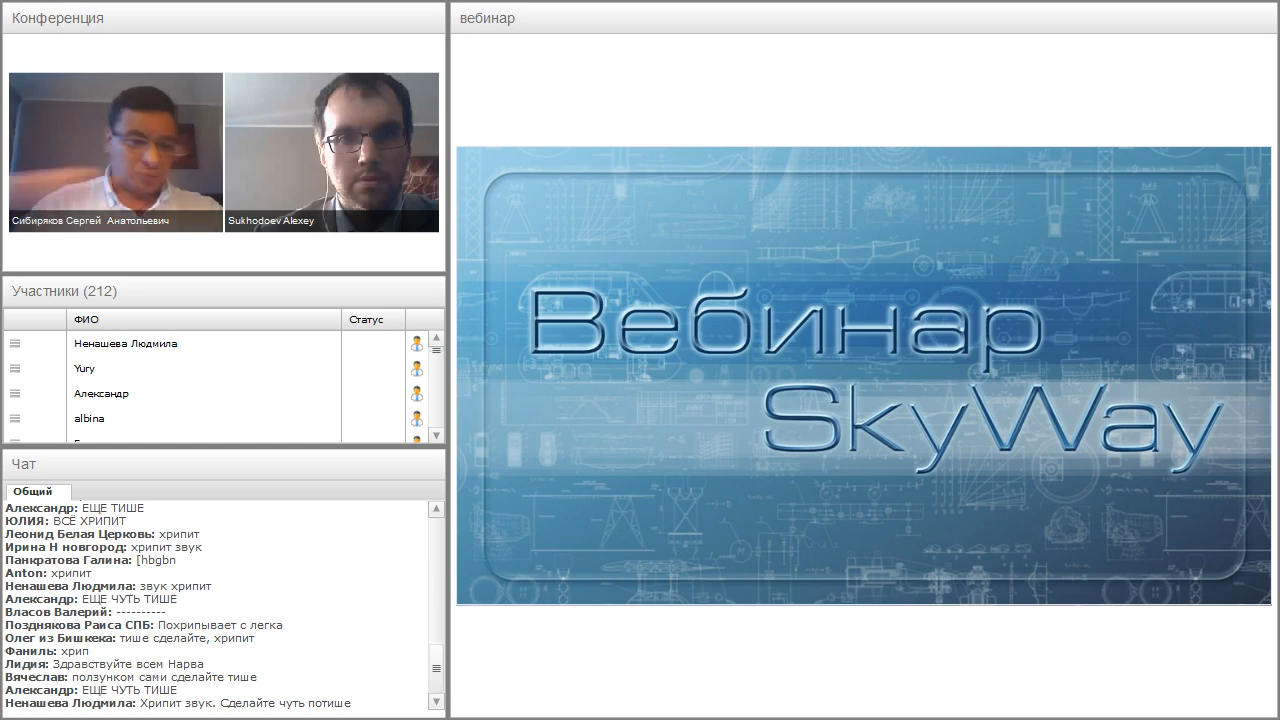 Конференция
Сибиряков Сергей  Анатольевич
Sukhodoev Alexey
Участники (212)
ФИО
Статус
Ненашева Людмила
Yury
Александр
albina
Чат
Общий
Александр: ЕЩЕ ТИШЕ
ЮЛИЯ: ВСЁ ХРИПИТ
Леонид Белая Церковь: хрипит
Ирина Н новгород: хрипит звук
Панкратова Галина: [hbgbn
Anton: хрипит
Ненашева Людмила: звук хрипит
Александр: ЕЩЕ ЧУТЬ ТИШЕ
Власов Валерий: ----------
Позднякова Раиса СПБ: Похрипывает с легка
Олег из Бишкека: тише сделайте, хрипит
Фаниль: хрип
Лидия: Здравствуйте всем Нарва
Вячеслав: ползунком сами сделайте тише
Александр: ЕЩЕ ЧУТЬ ТИШЕ
Ненашева Людмила: Хрипит звук. Сделайте чуть потише
вебинар
Вебинар
SkyWay